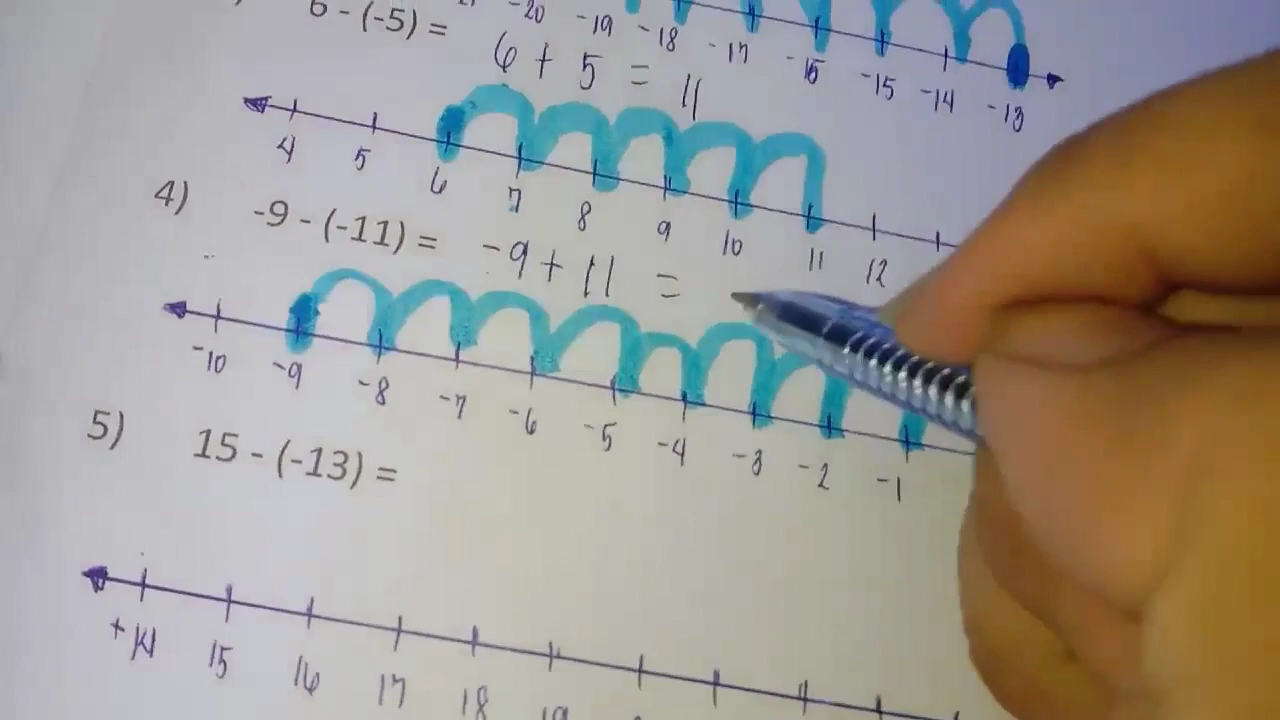 -20 -19 -18 -17 -16 -15 -14 -13
6 - (-5) = 6 + 5 = 11
4 5 6 7 8 9 10 11 12
4) -9 - (-11) = -9 + 11 =
-10 -9 -8 -7 -6 -5 -4 -3 -2 -1
5) 15 - (-13) =
+14 15 16 17 18 19